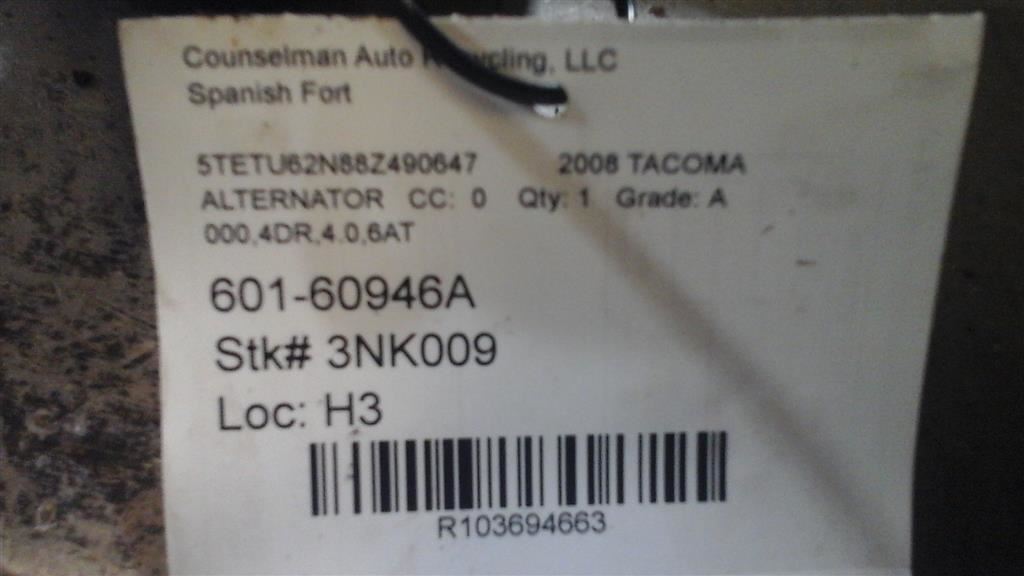 Counselman Auto Recycling, LLC
Spanish Fort
5TETU62N88Z490647 2008 TACOMA
ALTERNATOR CC: 0 Qty: 1 Grade: A
000,4DR,4.0,6AT
601-60946A
Stk# 3NK009
Loc: H3
R103694663